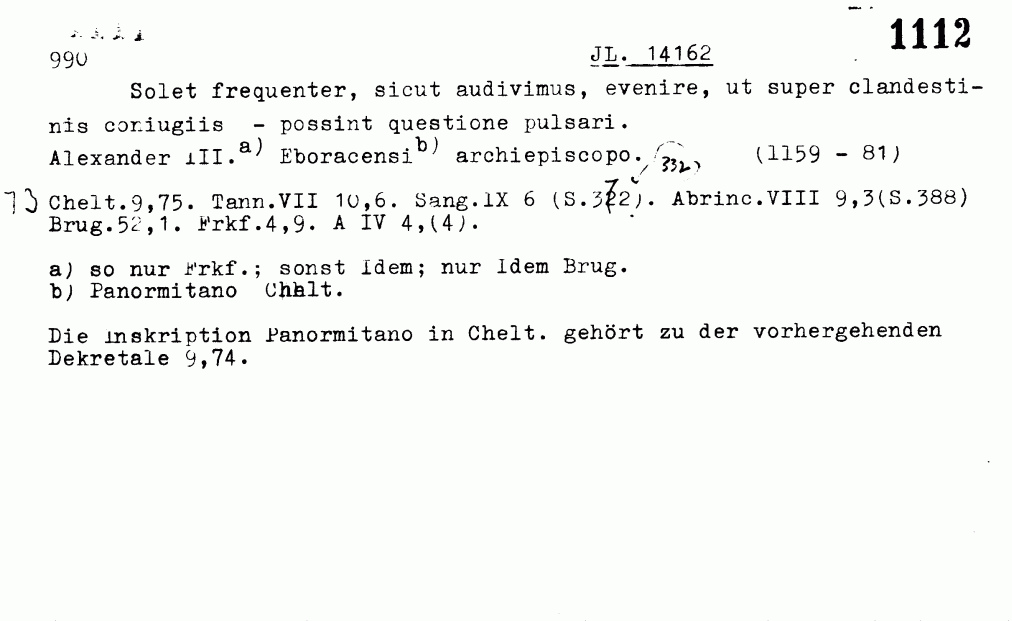 1112
990
JL. 14162
Solet frequenter, sicut audivimus, evenire, ut super clandesti-
nis coniugiis - possint questione pulsari.
Alexander III.a) Eboracensib) archiepiscopo. (1159 - 81)
332
73 Chelt.9,75. Tann.VII 10,6. Sang.IX 6 (S.372). Abrinc.VIII 9,3(S.388)
Brug.52,1. Frkf.4,9. A IV 4,(4).
a) so nur Frkf.; sonst Idem; nur Idem Brug.
b) Panormitano Chelt.
Die Inskription Panormitano in Chelt. gehört zu der vorhergehenden
Dekretale 9,74.